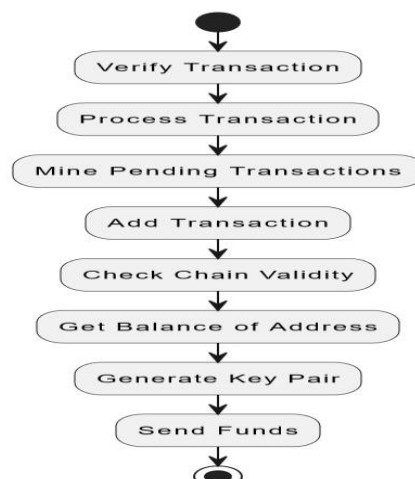 Verify Transaction
Process Transaction
Mine Pending Transactions
Add Transaction
Check Chain Validity
Get Balance of Address
Generate Key Pair
Send Funds